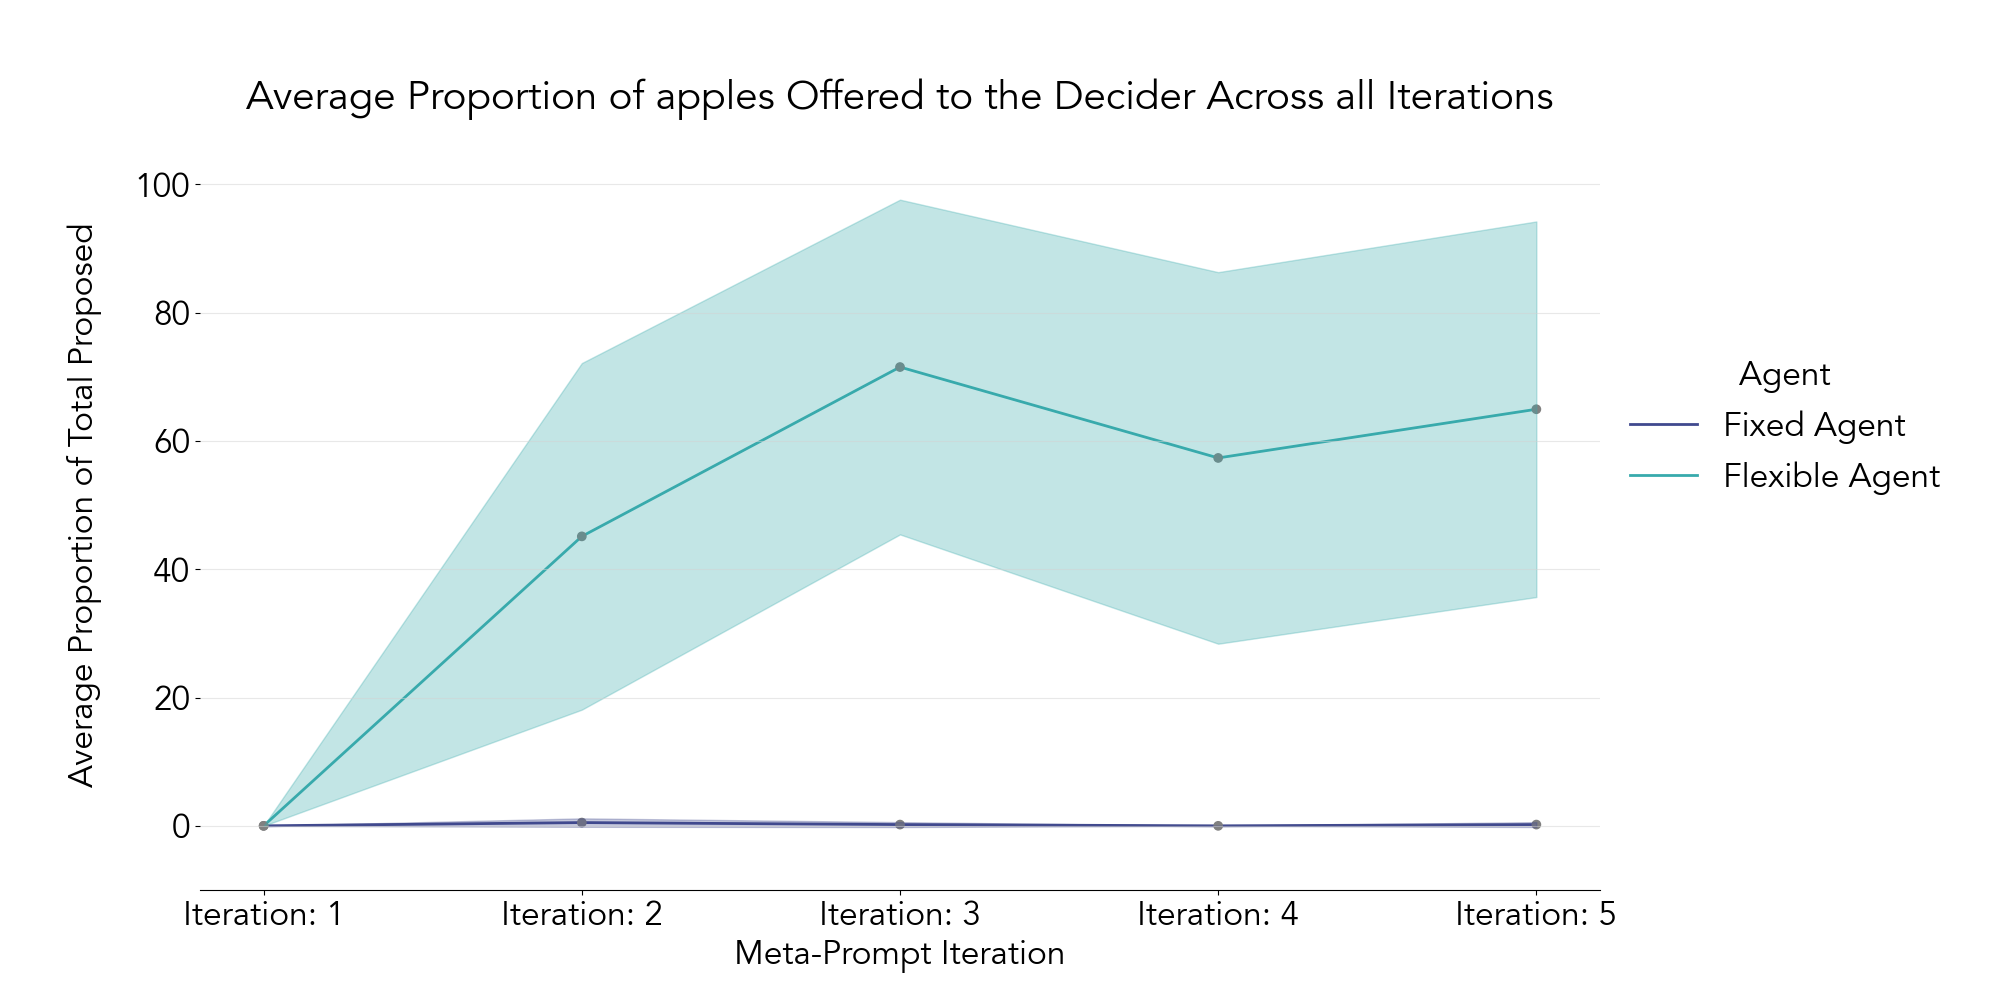 Average Proportion of apples Offered to the Decider Across all Iterations
Average Proportion of Total Proposed
100
80
60
40
20
0
Iteration: 1
Iteration: 2
Iteration: 3
Iteration: 4
Iteration: 5
Meta-Prompt Iteration
Agent
Fixed Agent
Flexible Agent